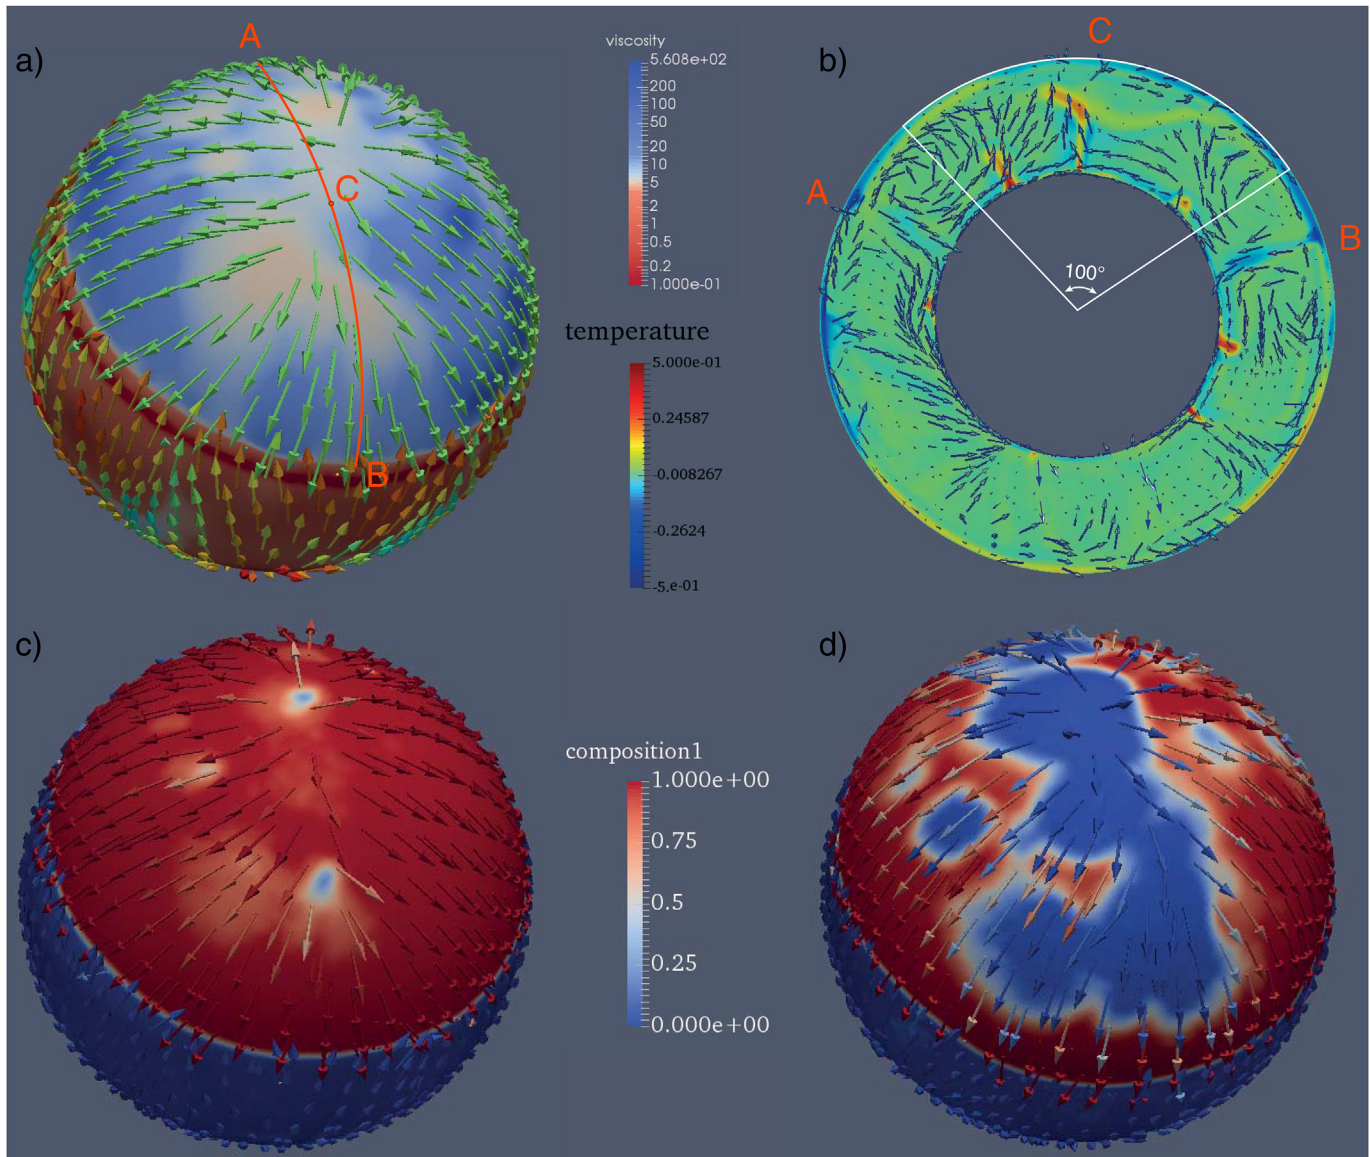 a)
A
C
B
viscosity
5.608e+02
200
100
50
20
10
5
2
1
0.5
0.2
1.000e-01
temperature
5.000e-01
0.24587
-0.008267
-0.2624
-5.e-01
b)
C
A
B
100°
c)
composition1
1.000e+00
0.75
0.5
0.25
0.000e+00
d)